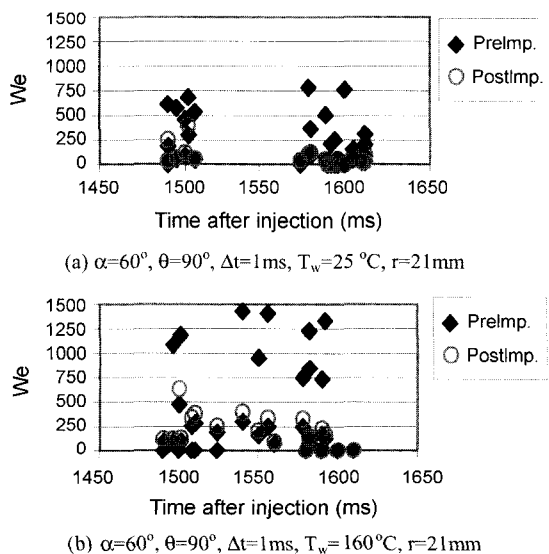 1500
1250
1000
750
500
250
0
We
1450 1500 1550 1600 1650
Time after injection (ms)
PreImp.
PostImp.
(a) α=60°, θ=90°, Δt=1ms, T_w=25 °C, r=21mm
1500
1250
1000
750
500
250
0
We
1450 1500 1550 1600 1650
Time after injection (ms)
PreImp.
PostImp.
(b) α=60°, θ=90°, Δt=1ms, T_w=160°C, r=21mm